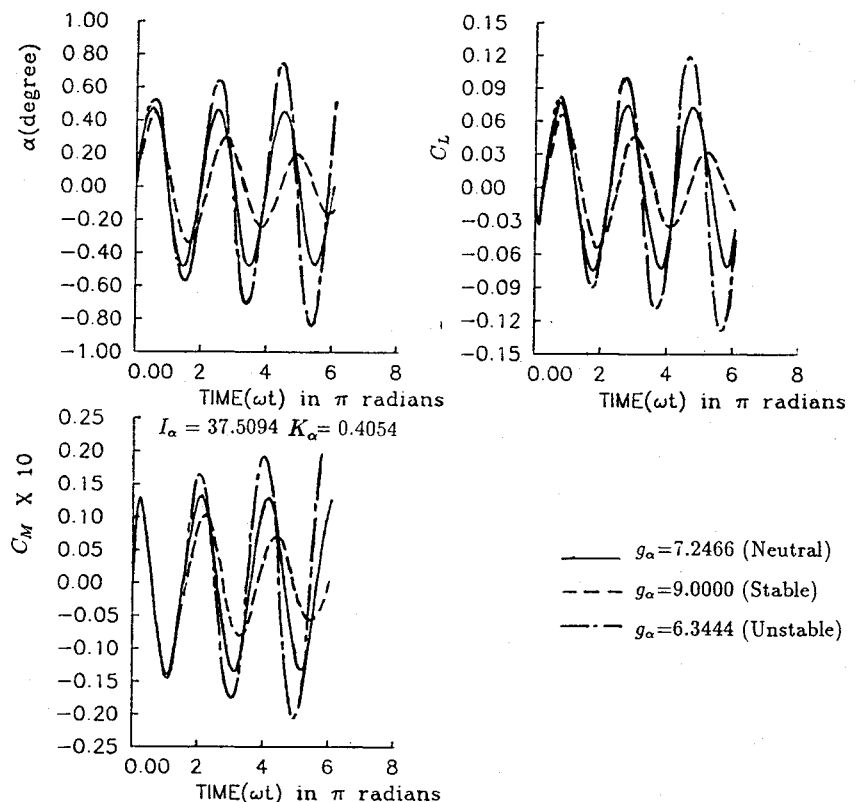 α(degree)
1.00
0.80
0.60
0.40
0.20
0.00
−0.20
−0.40
−0.60
−0.80
−1.00
0.00 2 4 6 8
TIME(ωt) in π radians
C_L
0.15
0.12
0.09
0.06
0.03
0.00
−0.03
−0.06
−0.09
−0.12
−0.15
0.00 2 4 6 8
TIME(ωt) in π radians
I_α = 37.5094 K_α= 0.4054
C_M X 10
0.25
0.20
0.15
0.10
0.05
0.00
−0.05
−0.10
−0.15
−0.20
−0.25
0.00 2 4 6 8
TIME(ωt) in π radians
g_α=7.2466 (Neutral)
g_α=9.0000 (Stable)
g_α=6.3444 (Unstable)